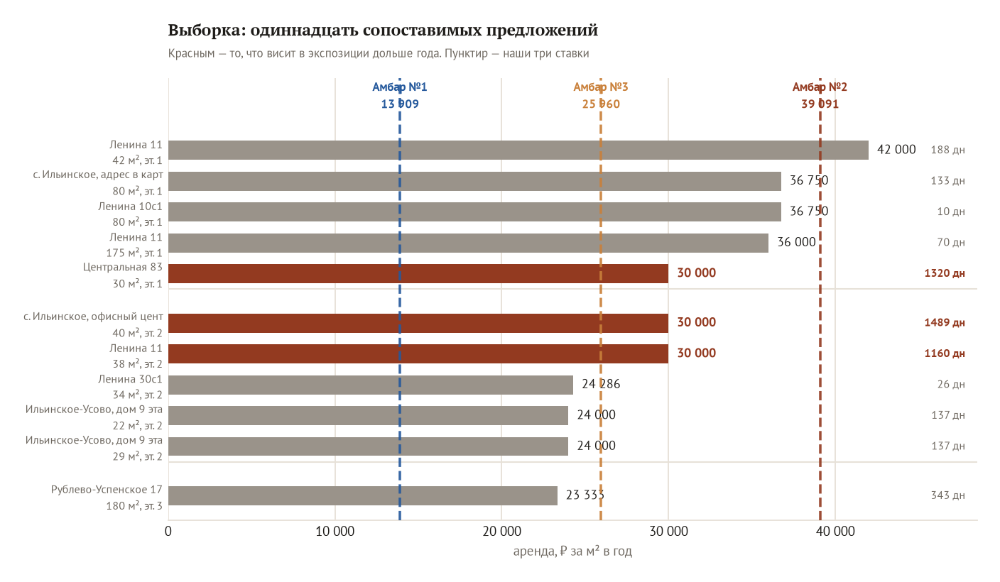 Выборка: одиннадцать сопоставимых предложений
Красным — то, что висит в экспозиции дольше года. Пунктир — наши три ставки
Амбар №1
13 909
Амбар №3
25 960
Амбар №2
39 091
Ленина 11
42 м², эт. 1
42 000
188 дн
с. Ильинское, адрес в карт
80 м², эт. 1
36 750
133 дн
Ленина 10с1
80 м², эт. 1
36 750
10 дн
Ленина 11
175 м², эт. 1
36 000
70 дн
Центральная 83
30 м², эт. 1
30 000
1320 дн
с. Ильинское, офисный цент
40 м², эт. 2
30 000
1489 дн
Ленина 11
38 м², эт. 2
30 000
1160 дн
Ленина 30с1
34 м², эт. 2
24 286
26 дн
Ильинское-Усово, дом 9 эта
22 м², эт. 2
24 000
137 дн
Ильинское-Усово, дом 9 эта
29 м², эт. 2
24 000
137 дн
Рублево-Успенское 17
180 м², эт. 3
23 333
343 дн
0 10 000 20 000 30 000 40 000
аренда, ₽ за м² в год